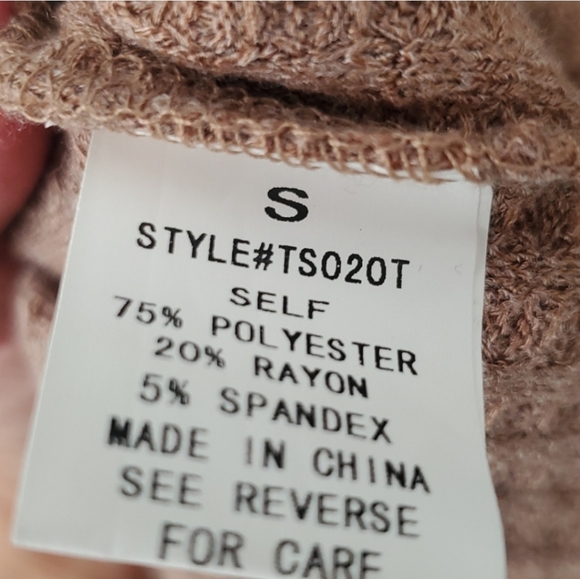 S
STYLE#TS020T
SELF
75% POLYESTER
20% RAYON
5% SPANDEX
MADE IN CHINA
SEE REVERSE
FOR CARE